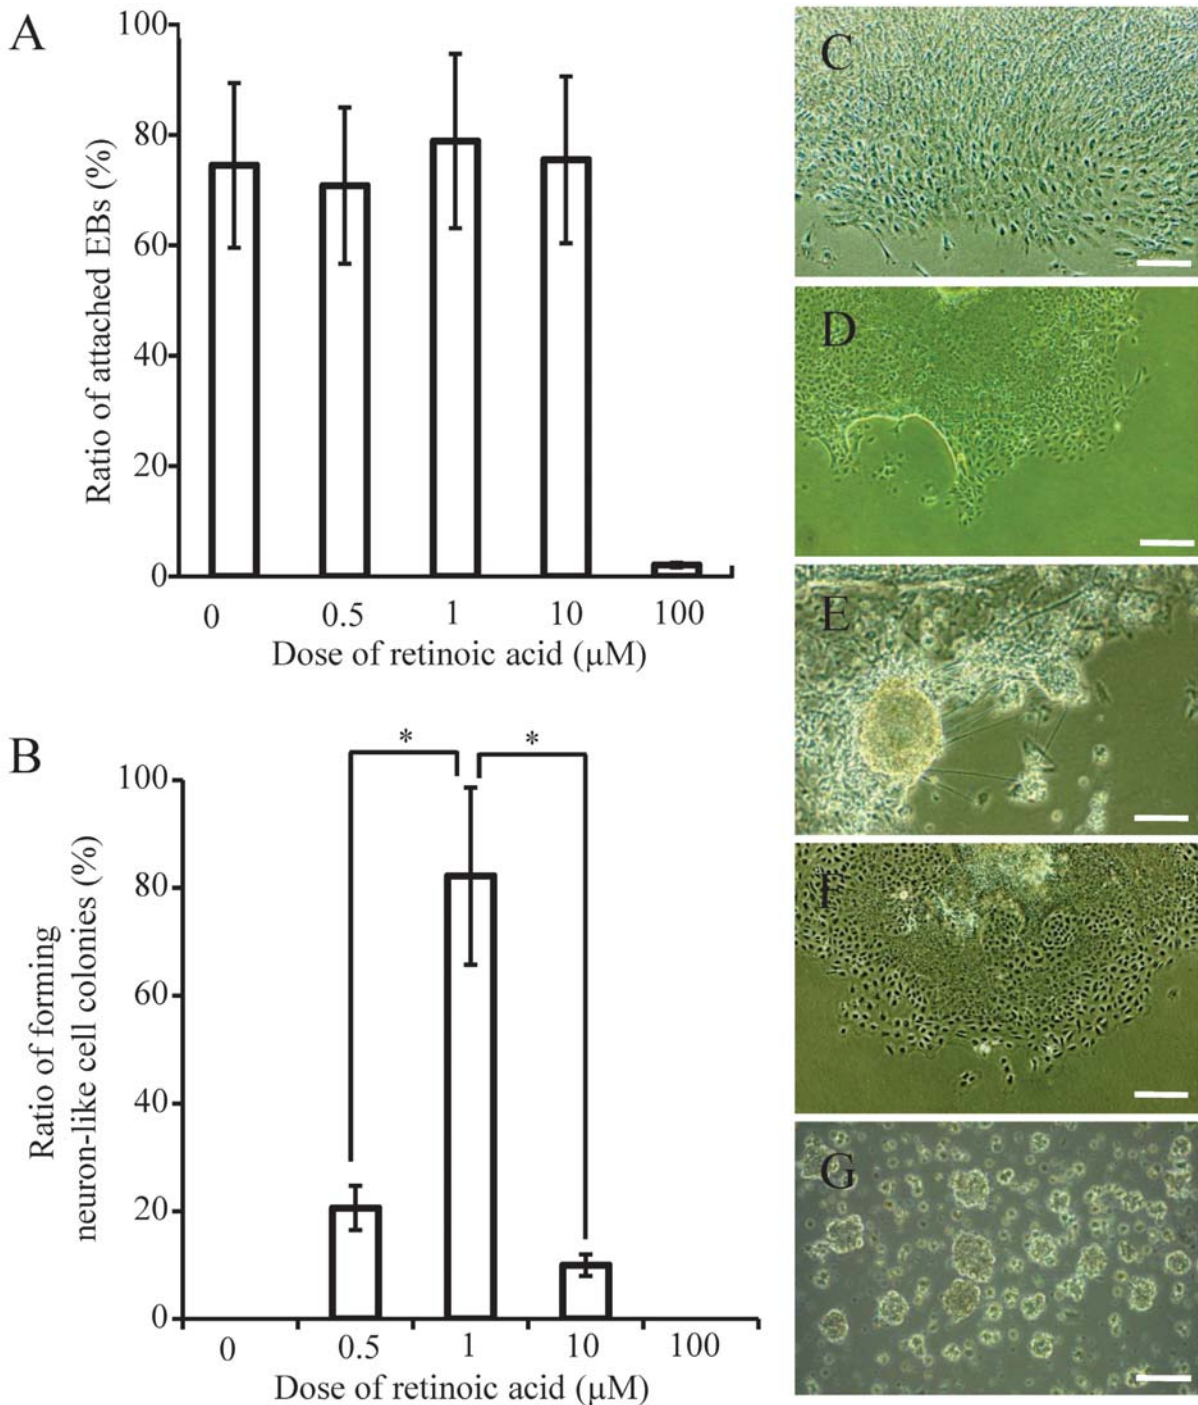 A
100
80
60
40
20
0
Ratio of attached EBs (%)
0 0.5 1 10 100
Dose of retinoic acid (µM)
B
* *
100
80
60
40
20
0
Ratio of forming
neuron-like cell colonies (%)
0 0.5 1 10 100
Dose of retinoic acid (µM)
C
D
E
F
G